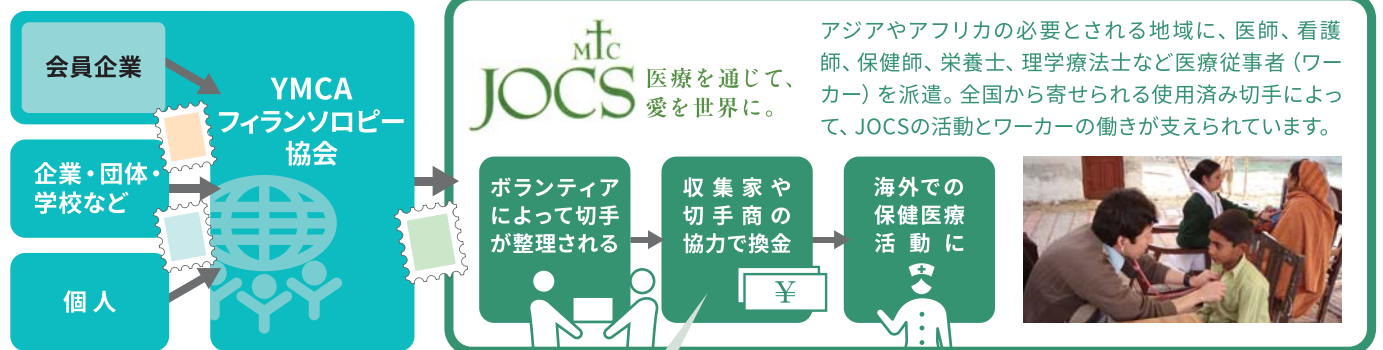 会員企業
YMCA
フィランソロピー
協会
企業・団体・
学校など
個人
MTC
JOCS
医療を通じて、
愛を世界に。
アジアやアフリカの必要とされる地域に、医師、看護
師、保健師、栄養士、理学療法士など医療従事者（ワー
カー）を派遣。全国から寄せられる使用済み切手によっ
て、JOCSの活動とワーカーの働きが支えられています。
ボランティア
によって切手
が整理される
収集家や
切手商の
協力で換金
¥
海外での
保健医療
活動に